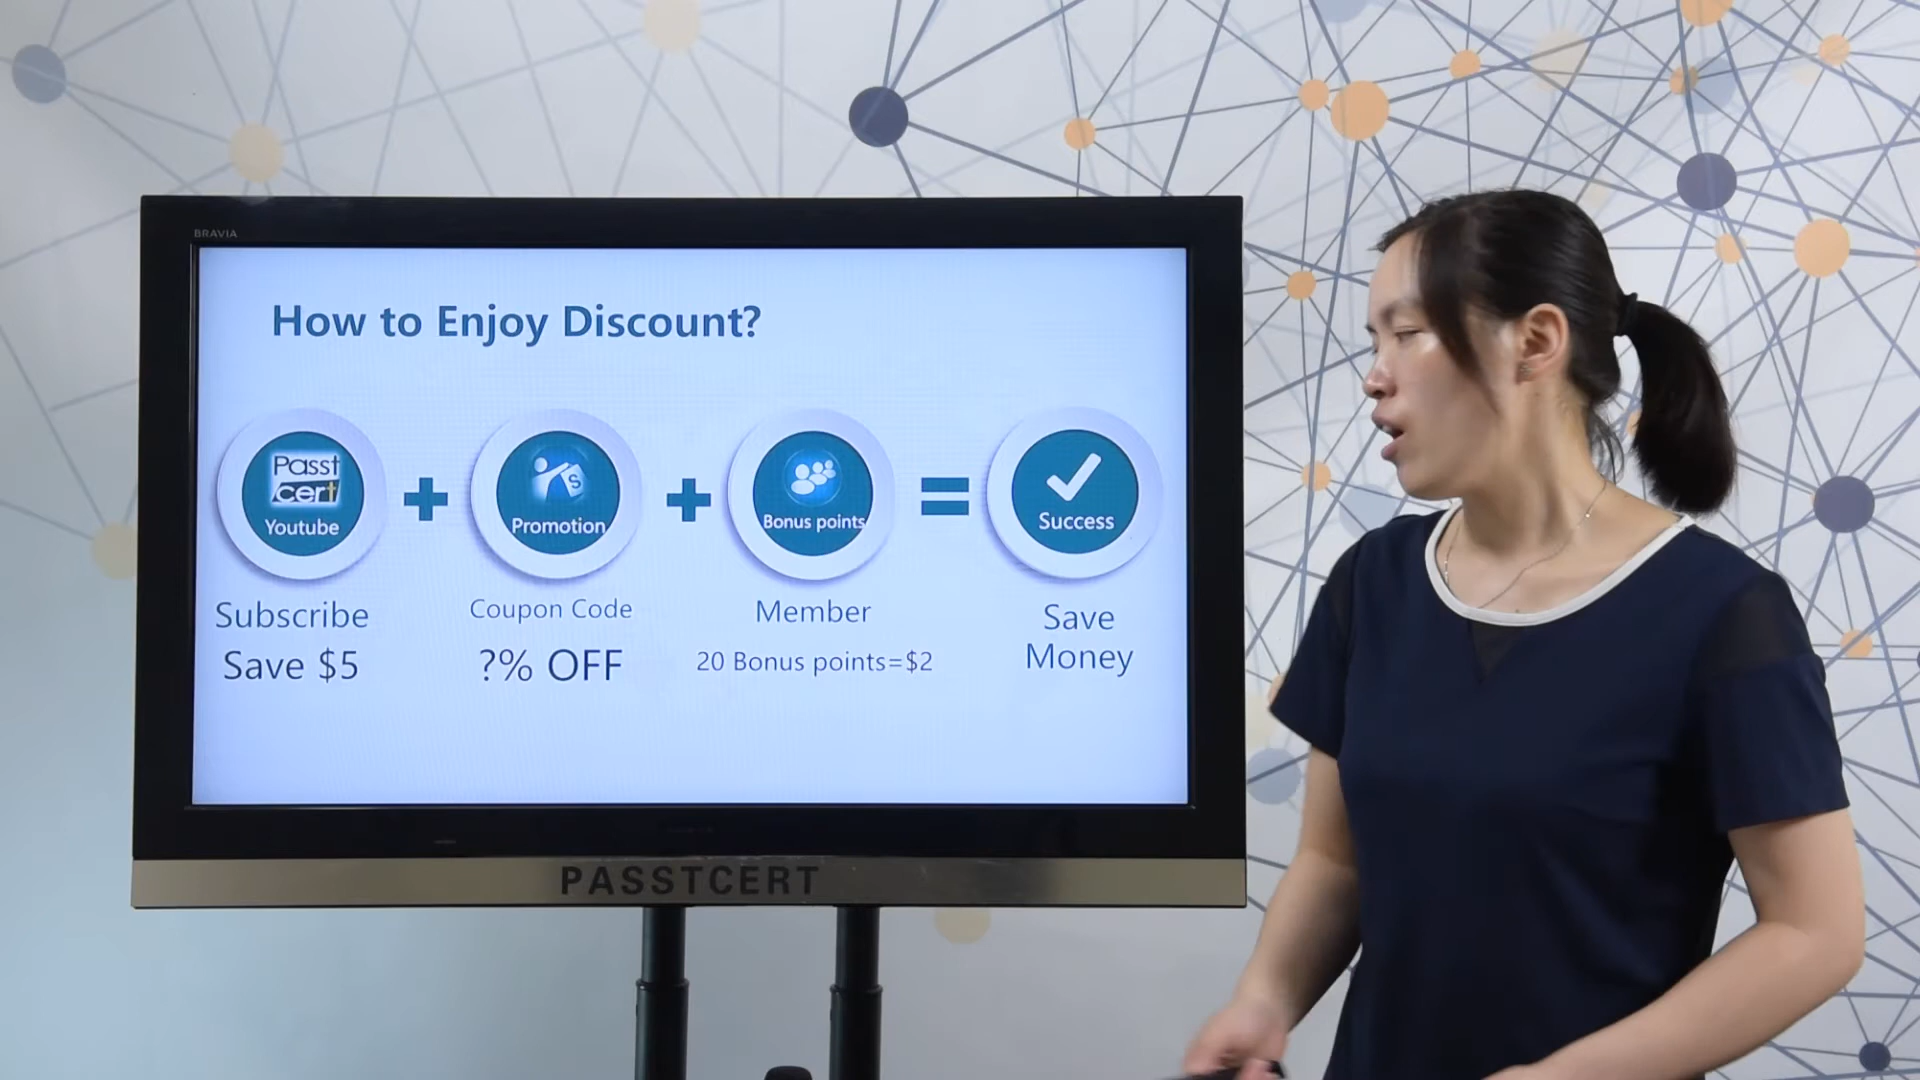 BRAVIA
How to Enjoy Discount?
Passt
cert
Youtube
Promotion
$
Bonus points
Success
Subscribe
Save $5
Coupon Code
?% OFF
Member
20 Bonus points=$2
Save
Money
PASSTCERT